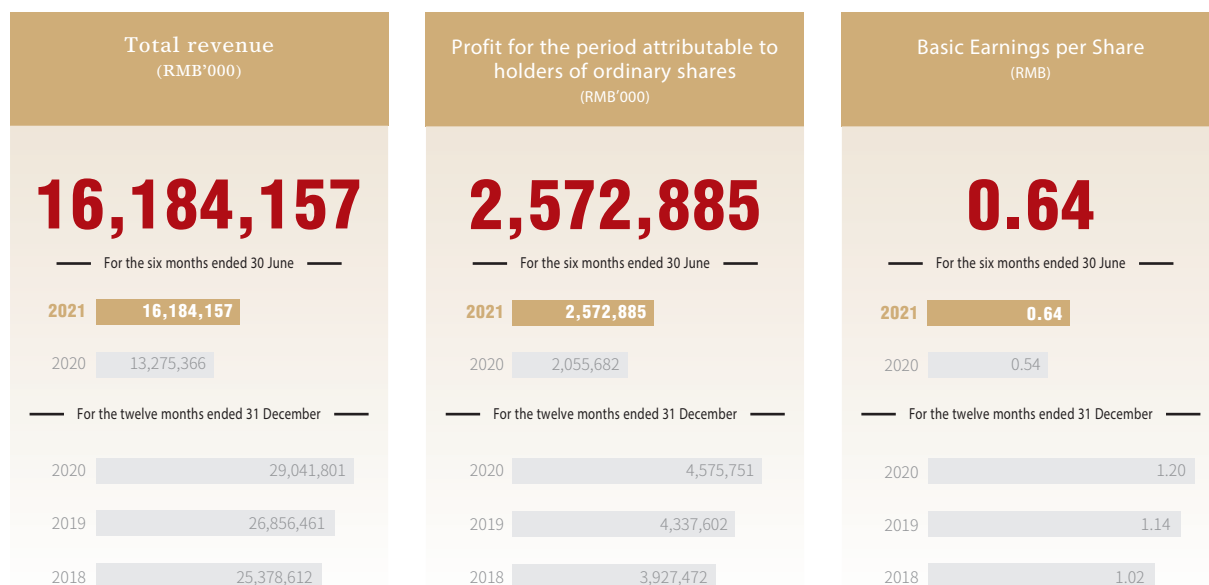 Total revenue
(RMB'000)
16,184,157
For the six months ended 30 June
2021 16,184,157
2020 13,275,366
For the twelve months ended 31 December
2020 29,041,801
2019 26,856,461
2018 25,378,612
Profit for the period attributable to
holders of ordinary shares
(RMB'000)
2,572,885
For the six months ended 30 June
2021 2,572,885
2020 2,055,682
For the twelve months ended 31 December
2020 4,575,751
2019 4,337,602
2018 3,927,472
Basic Earnings per Share
(RMB)
0.64
For the six months ended 30 June
2021 0.64
2020 0.54
For the twelve months ended 31 December
2020 1.20
2019 1.14
2018 1.02